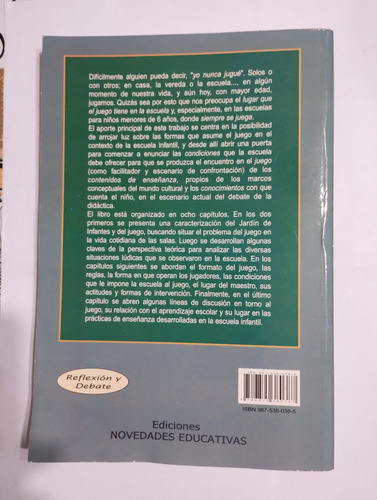 Difícilmente alguien pueda decir, "yo nunca jugué". Solos o
con otros; en casa, la vereda o la escuela..., en algún
momento de nuestra vida, y aún hoy, con mayor edad,
jugamos. Quizás sea por esto que nos preocupa el lugar que
el juego tiene en la escuela y, especialmente, en las escuelas
para niños menores de 6 años, donde siempre se juega.
El aporte principal de este trabajo se centra en la posibilidad
de arrojar luz sobre las formas que asume el juego en el
contexto de la escuela infantil, y desde allí abrir una puerta
para comenzar a enunciar las condiciones que la escuela
debe ofrecer para que se produzca el encuentro en el juego
(como facilitador y escenario de confrontación) de los
contenidos de enseñanza, propios de los marcos
conceptuales del mundo cultural y los conocimientos con que
cuenta el niño, en el escenario actual del debate de la
didáctica.
El libro está organizado en ocho capítulos. En los dos
primeros se presenta una caracterización del Jardín de
Infantes y del juego, buscando situar el problema del juego en
la vida cotidiana de las salas. Luego se desarrollan algunas
claves de la perspectiva teórica para analizar las diversas
situaciones lúdicas que se observaron en la escuela. En los
capítulos siguientes se abordan el formato del juego, las
reglas, la forma en que operan los jugadores, las condiciones
que le impone la escuela al juego, el lugar del maestro, sus
actitudes y formas de intervención. Finalmente, en el último
capítulo se abren algunas líneas de discusión en torno al
juego, su relación con el aprendizaje escolar y su lugar en las
prácticas de enseñanza desarrolladas en la escuela infantil.
Reflexión y
Debate
ISBN 987-538-038-5
Ediciones
NOVEDADES EDUCATIVAS